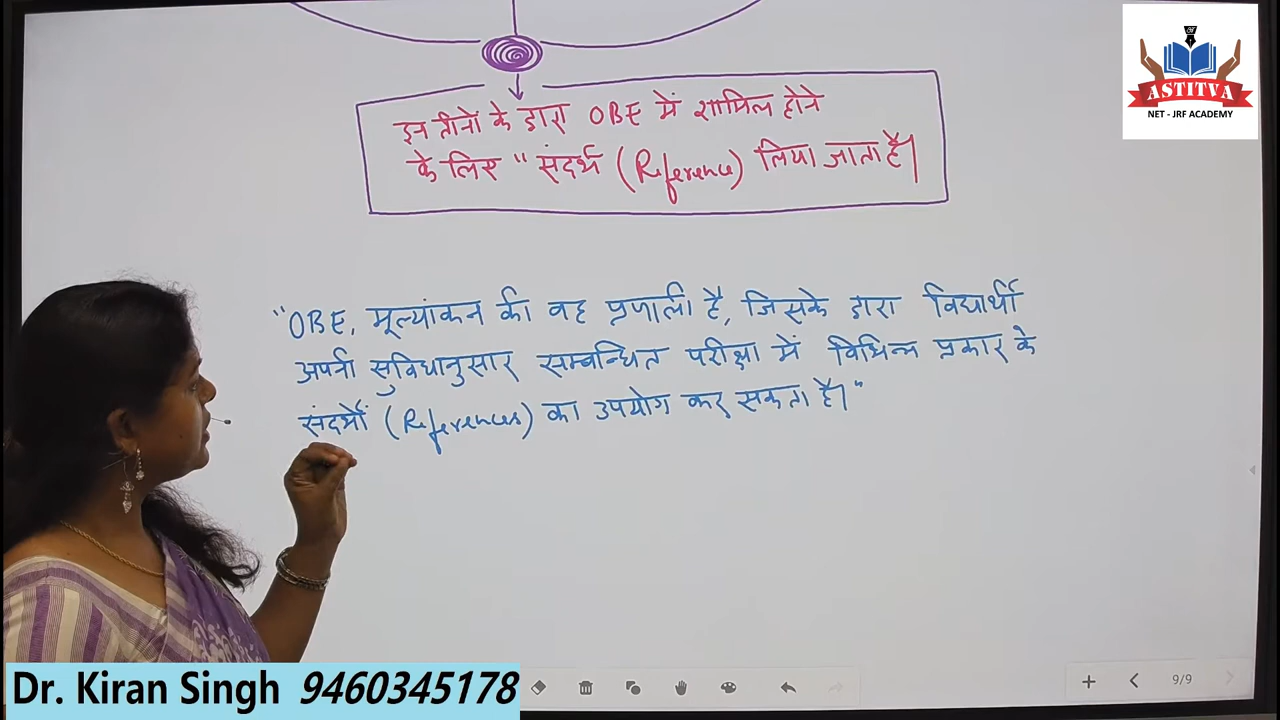 इन तीनों के द्वारा OBE में शामिल होने
के लिए " संदर्भ (Reference) लिया जाता है।
"OBE, मूल्यांकन की वह प्रणाली है, जिसके द्वारा विद्यार्थी
अपनी सुविधानुसार सम्बन्धित परीक्षा में विभिन्न प्रकार के
संदर्भों (References) का उपयोग कर सकता है।"
ASTITVA
NET - JRF ACADEMY
Dr. Kiran Singh 9460345178
9/9